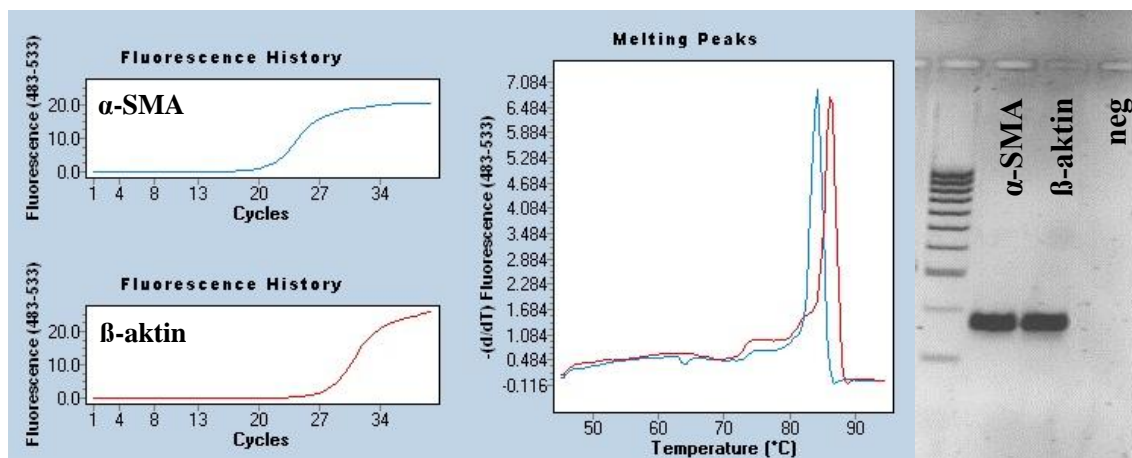 Fluorescence History
Fluorescence (483-533)
20.0
10.0
0.0
α-SMA
1 4 8 13 20 27 34
Cycles
Fluorescence History
Fluorescence (483-533)
20.0
10.0
0.0
ß-aktin
1 4 8 13 20 27 34
Cycles
Melting Peaks
-(d/dT) Fluorescence (483-533)
7.084
6.484
5.884
5.284
4.684
4.084
3.484
2.884
2.284
1.684
1.084
0.484
-0.116
50 60 70 80 90
Temperature (°C)
α-SMA
ß-aktin
neg